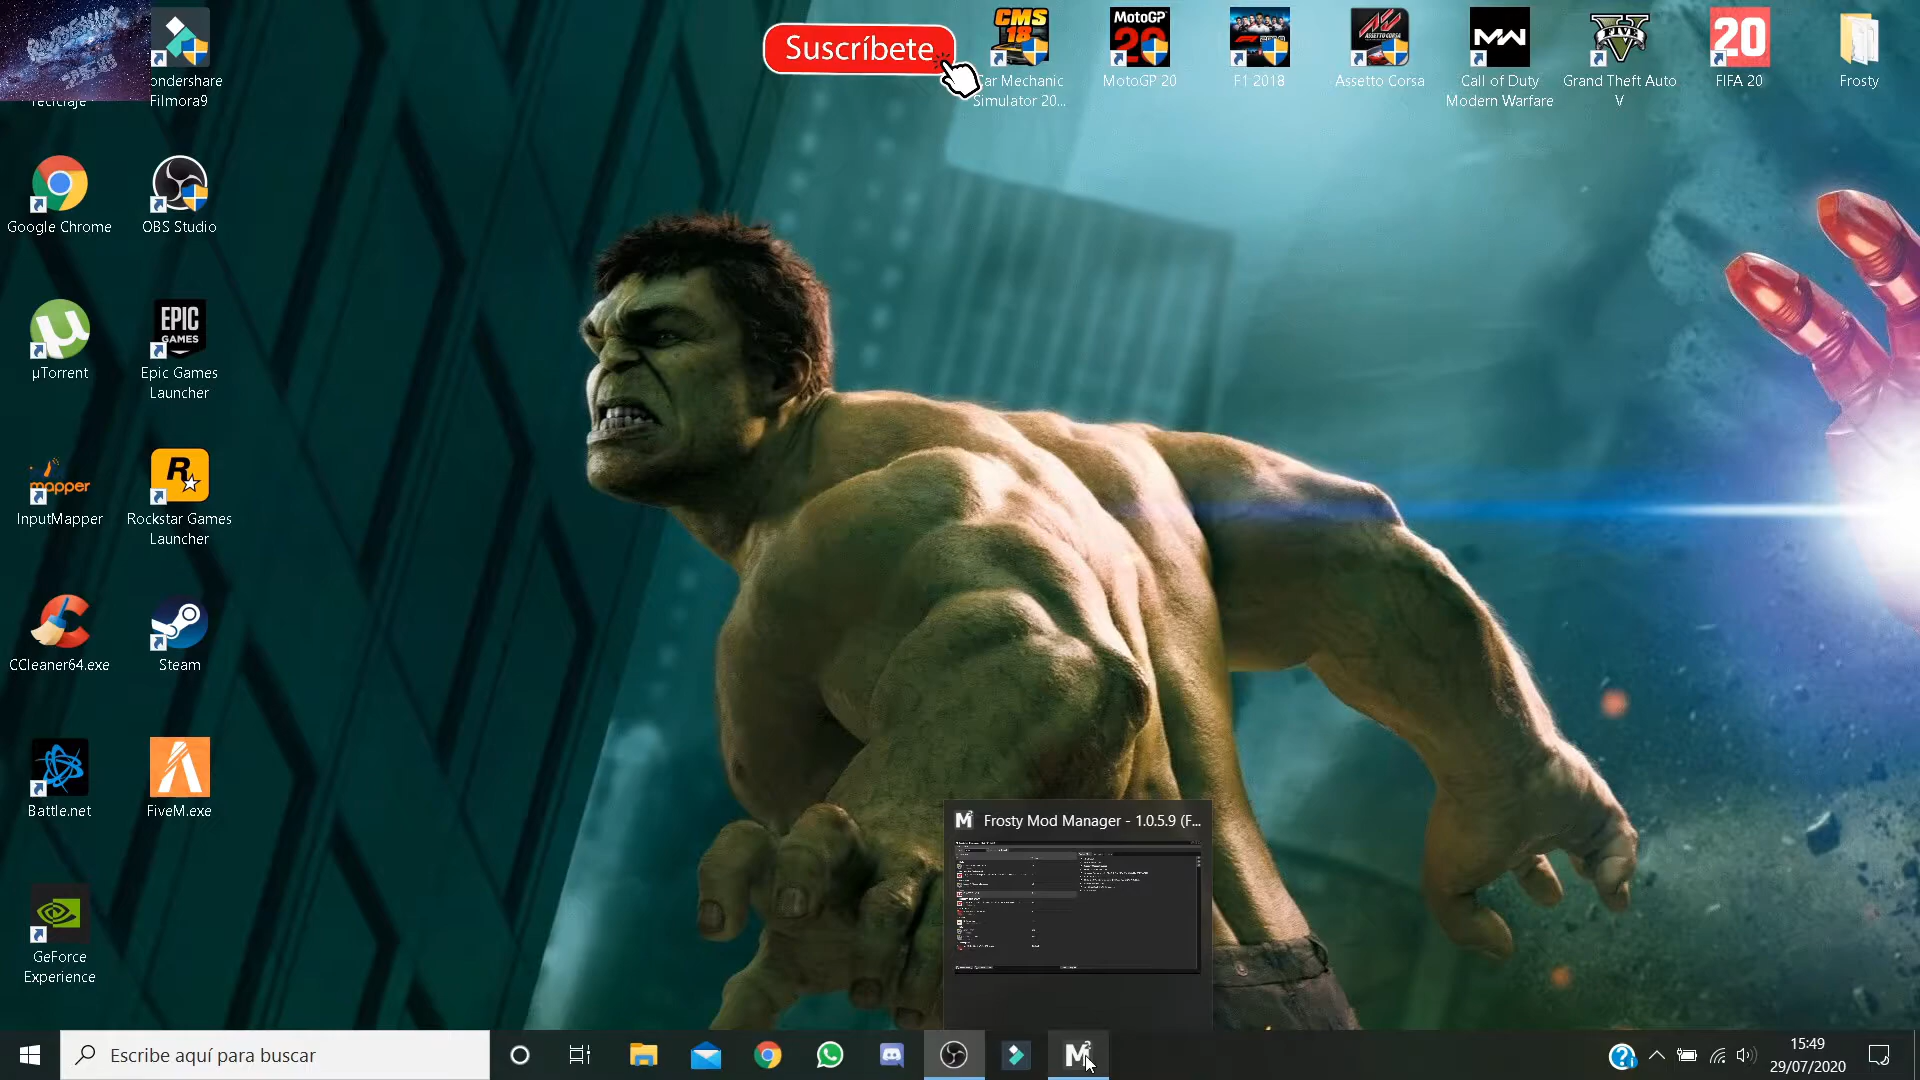 Suscríbete
Teciclaje
ondershare
Filmora9
Car Mechanic
Simulator 20...
CMS
18
MotoGP
20
MotoGP 20
F1 2018
Assetto Corsa
Call of Duty
Modern Warfare
Grand Theft Auto
V
20
FIFA 20
Frosty
Google Chrome
OBS Studio
µTorrent
EPIC
GAMES
Epic Games
Launcher
mapper
InputMapper
Rockstar Games
Launcher
CCleaner64.exe
Steam
Battle.net
FiveM.exe
GeForce
Experience
Frosty Mod Manager - 1.0.5.9 (F...
Escribe aquí para buscar
15:49
29/07/2020